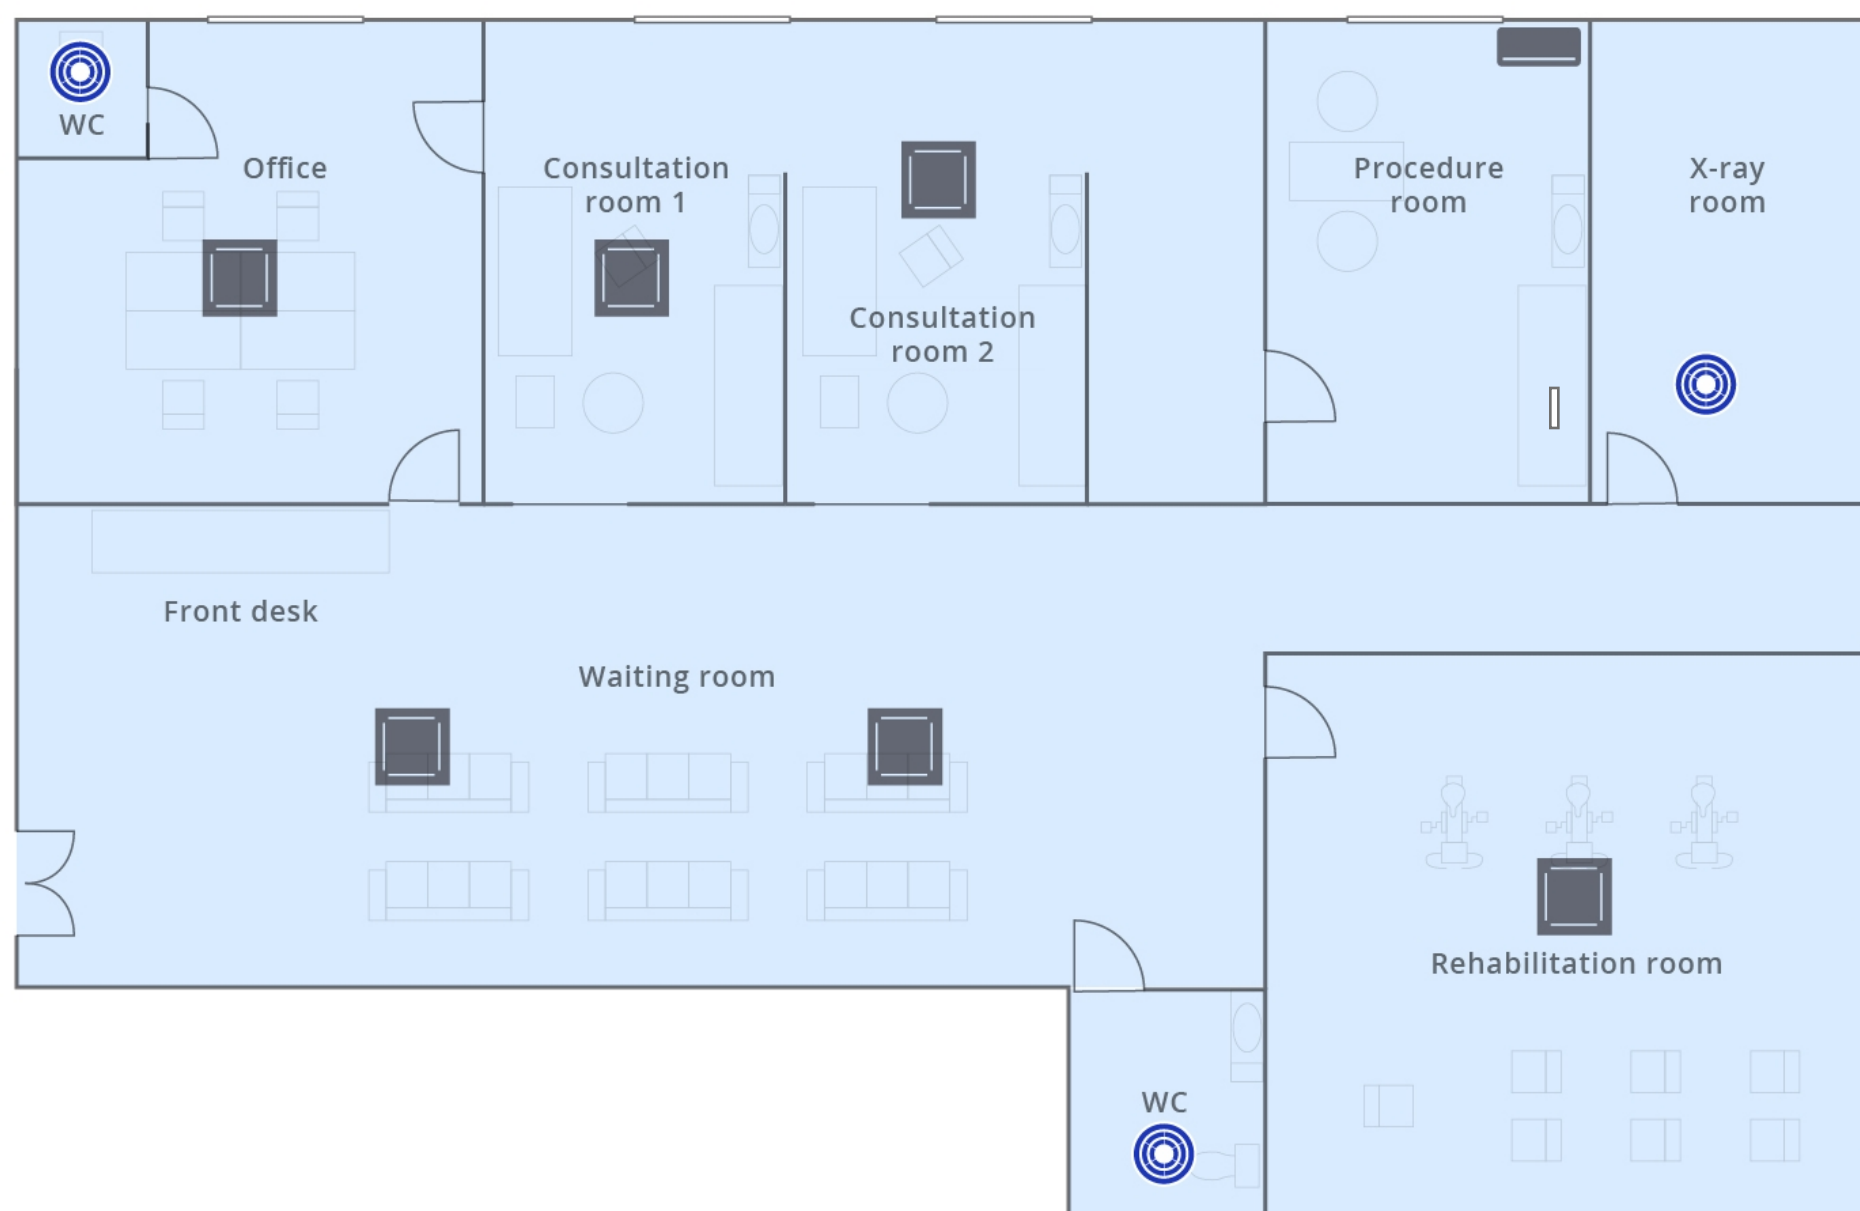 WC
Office
Consultation
room 1
Consultation
room 2
Procedure
room
X-ray
room
Front desk
Waiting room
Rehabilitation room
WC